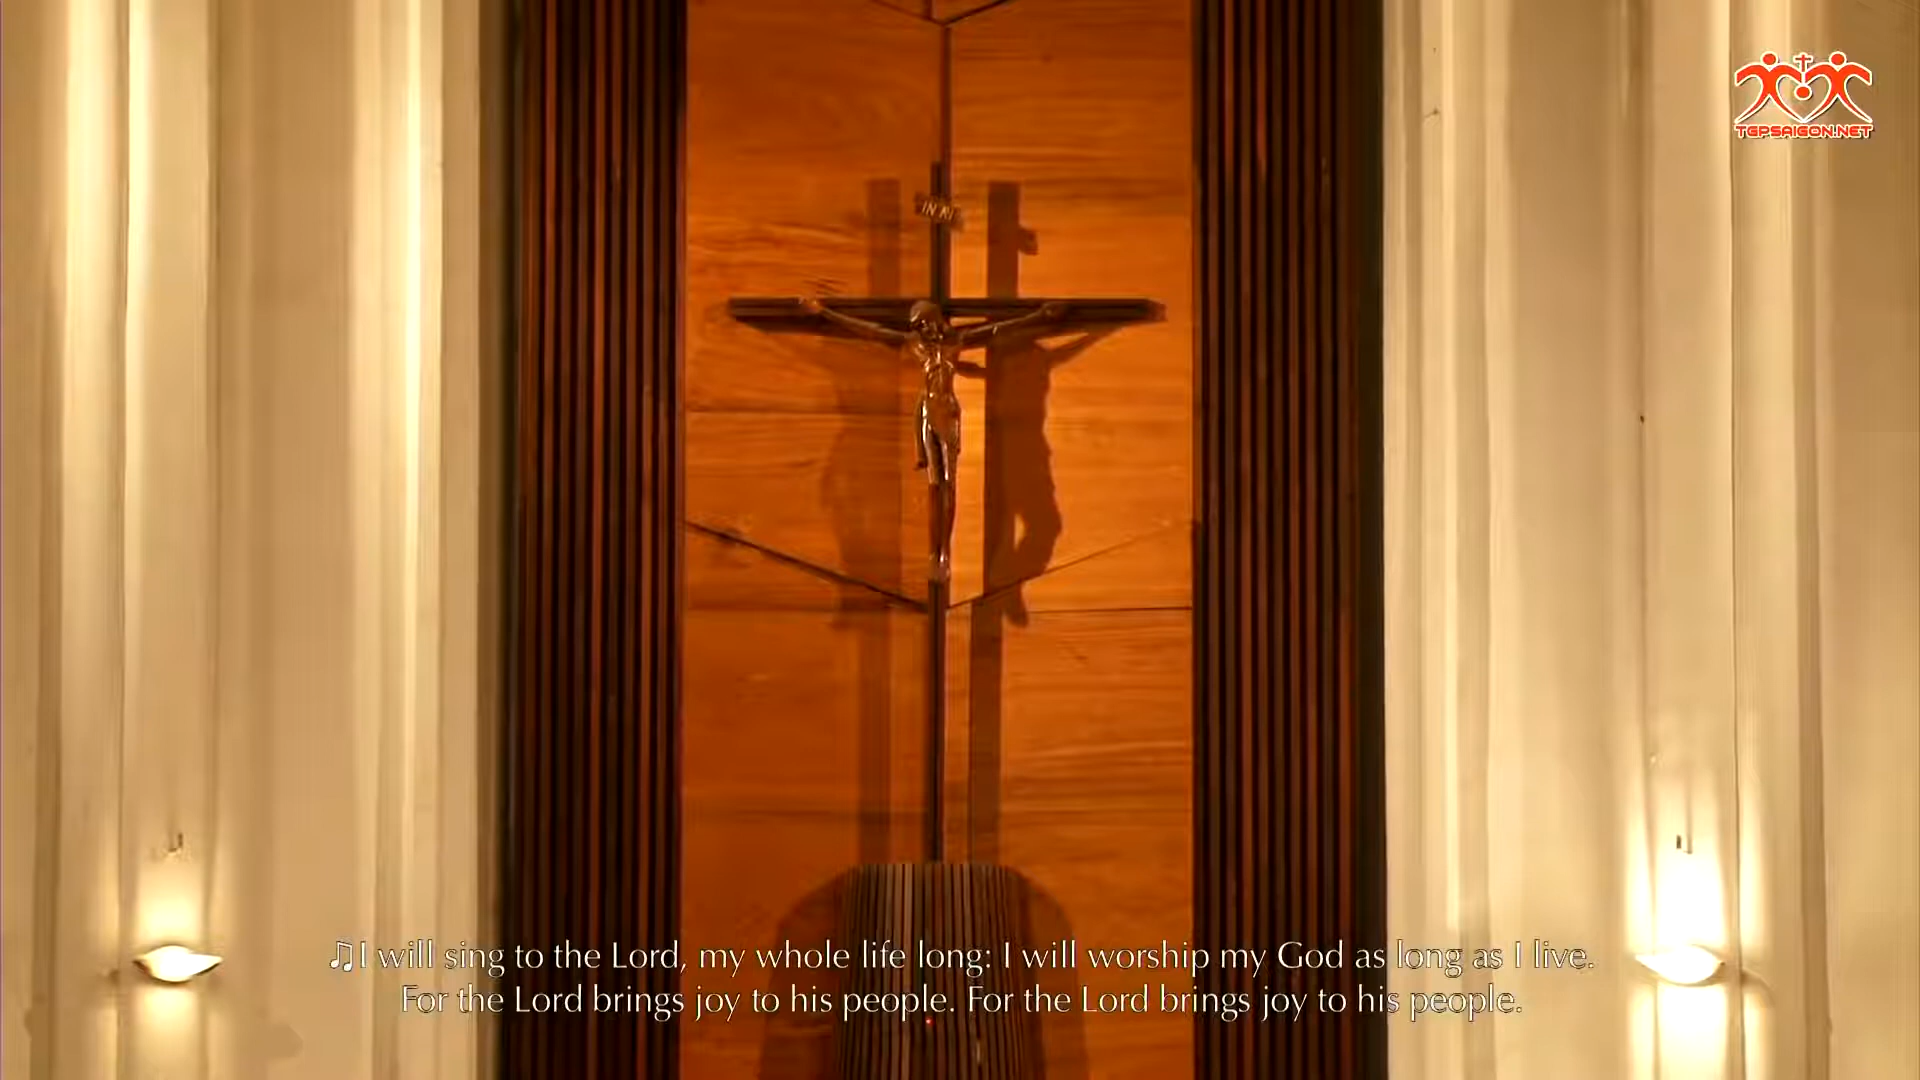 TGPSAIGON.NET
INRI
♫I will sing to the Lord, my whole life long: I will worship my God as long as I live.
For the Lord brings joy to his people. For the Lord brings joy to his people.